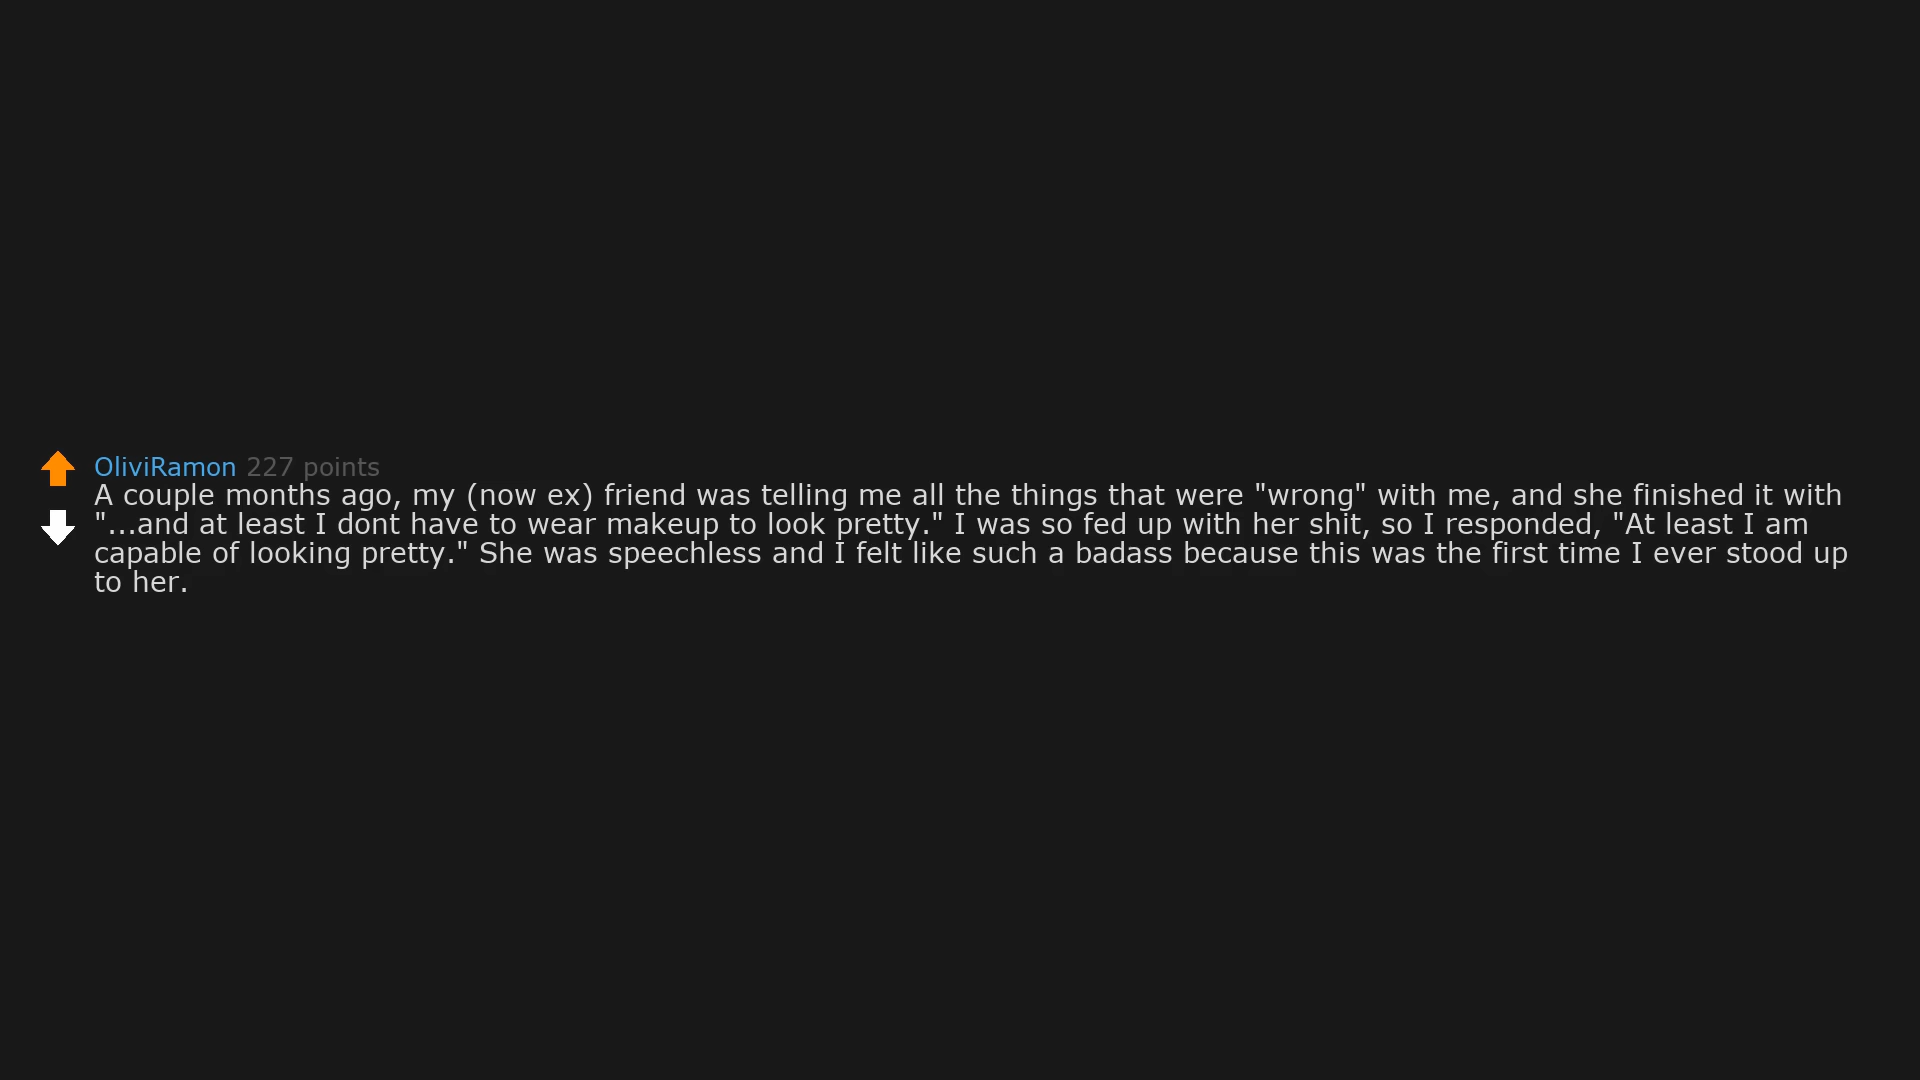 OliviRamon 227 points
A couple months ago, my (now ex) friend was telling me all the things that were "wrong" with me, and she finished it with
"...and at least I dont have to wear makeup to look pretty." I was so fed up with her shit, so I responded, "At least I am
capable of looking pretty." She was speechless and I felt like such a badass because this was the first time I ever stood up
to her.